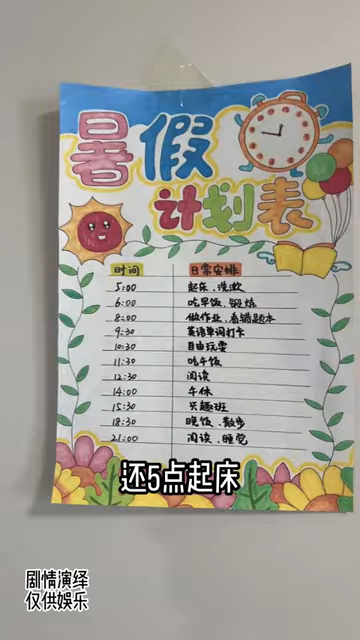 暑假
计划表
时间 日常安排
5:00 起床、洗漱
6:00 吃早饭、锻炼
8:00 做作业、看错题本
9:30 英语单词打卡
10:30 自由玩耍
11:30 吃午饭
12:30 阅读
14:00 午休
15:30 兴趣班
18:30 晚饭、散步
21:00 阅读、睡觉
还5点起床
剧情演绎
仅供娱乐